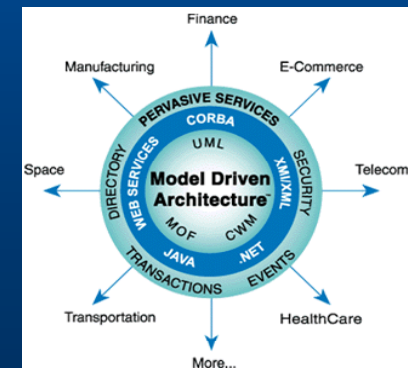 Finance
Manufacturing
E-Commerce
PERVASIVE SERVICES
CORBA
UML
Space
DIRECTORY
WEB SERVICES
Model Driven
Architecture™
XMI/XML
SECURITY
Telecom
MOF
CWM
JAVA
.NET
TRANSACTIONS
EVENTS
Transportation
HealthCare
More...